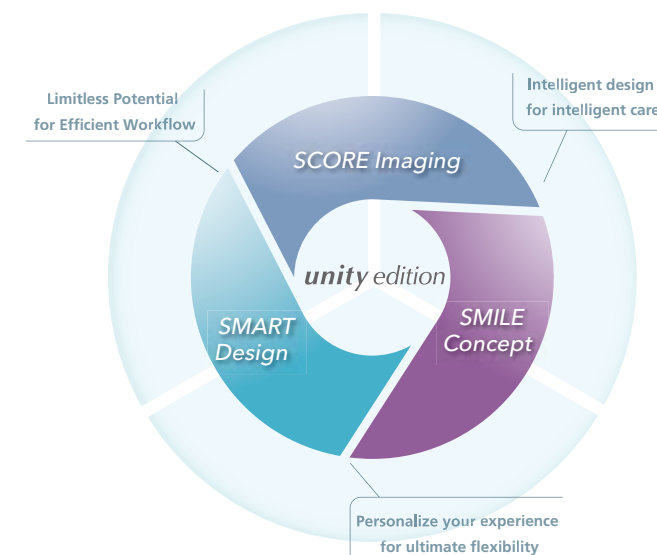 Limitless Potential
for Efficient Workflow
Intelligent design
for intelligent care
SCORE Imaging
unity edition
SMART
Design
SMILE
Concept
Personalize your experience
for ultimate flexibility